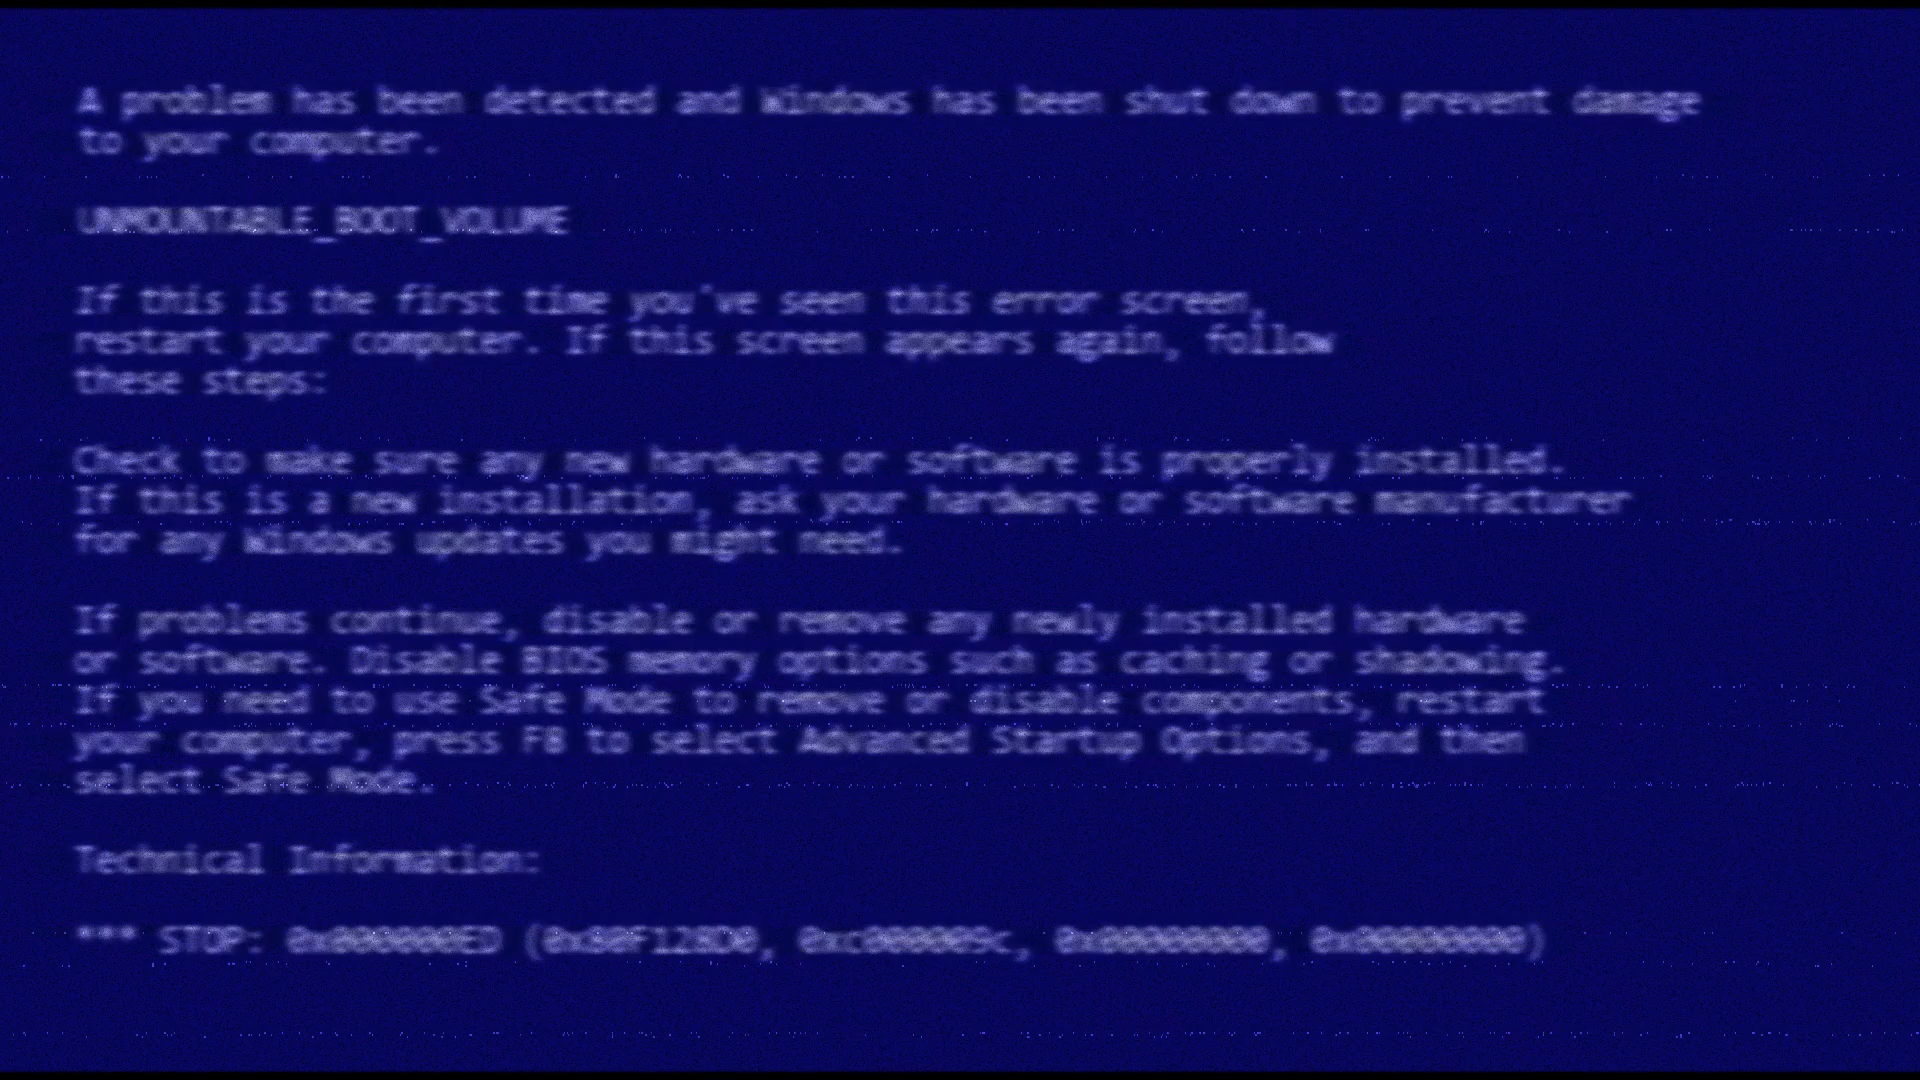 A problem has been detected and Windows has been shut down to prevent damage
to your computer.
UNMOUNTABLE_BOOT_VOLUME
If this is the first time you've seen this error screen,
restart your computer. If this screen appears again, follow
these steps:
Check to make sure any new hardware or software is properly installed.
If this is a new installation, ask your hardware or software manufacturer
for any Windows updates you might need.
If problems continue, disable or remove any newly installed hardware
or software. Disable BIOS memory options such as caching or shadowing.
If you need to use Safe Mode to remove or disable components, restart
your computer, press F8 to select Advanced Startup Options, and then
select Safe Mode.
Technical Information:
*** STOP: 0x000000ED (